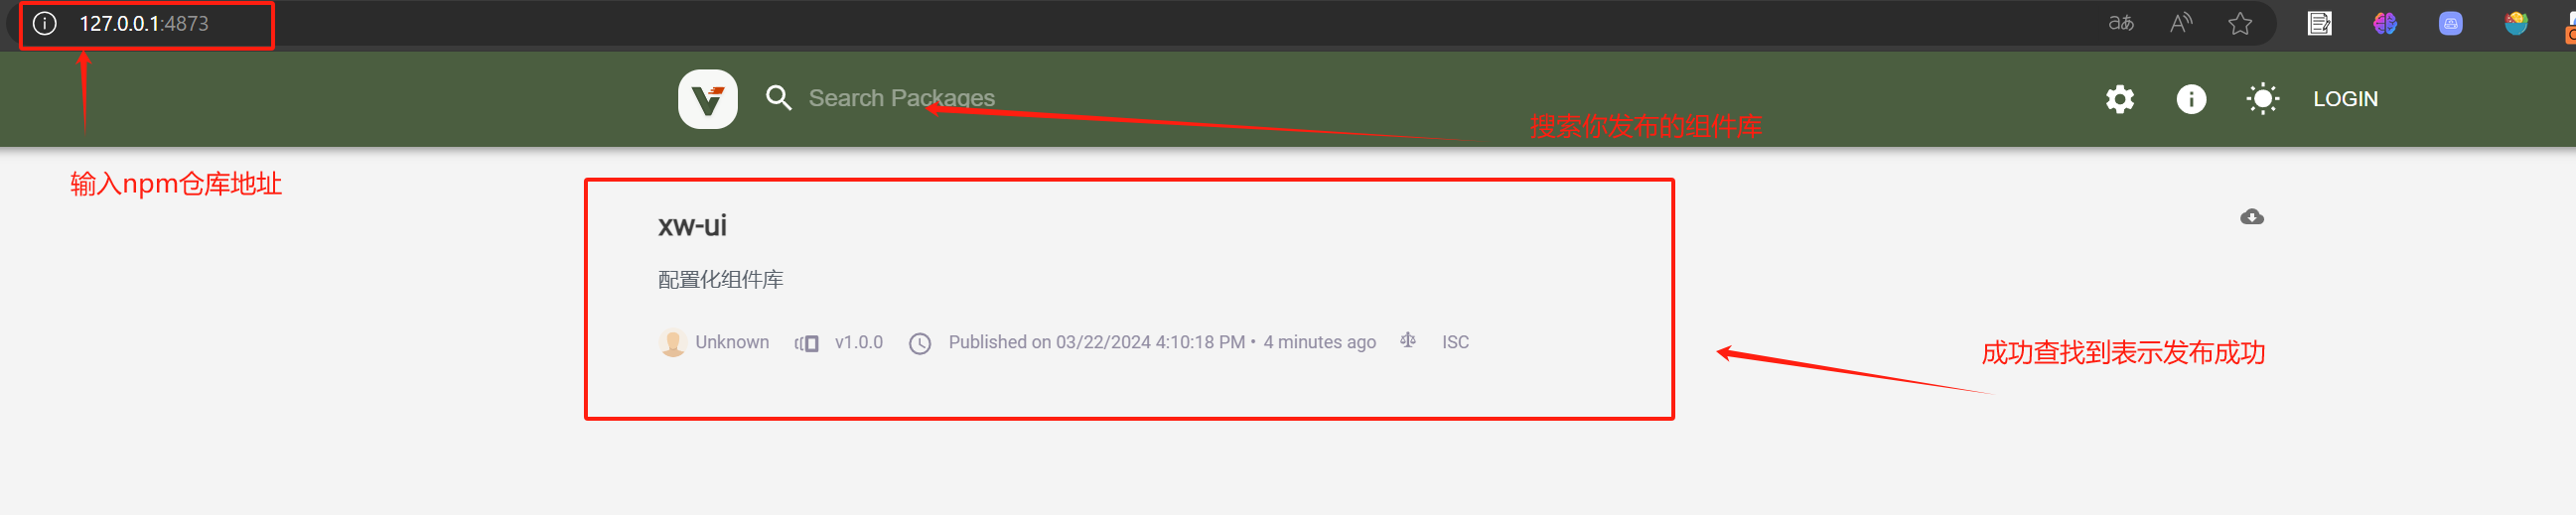 127.0.0.1:4873
Search Packages
LOGIN
搜索你发布的组件库
输入npm仓库地址
xw-ui
配置化组件库
Unknown v1.0.0 Published on 03/22/2024 4:10:18 PM • 4 minutes ago ISC
成功查找到表示发布成功